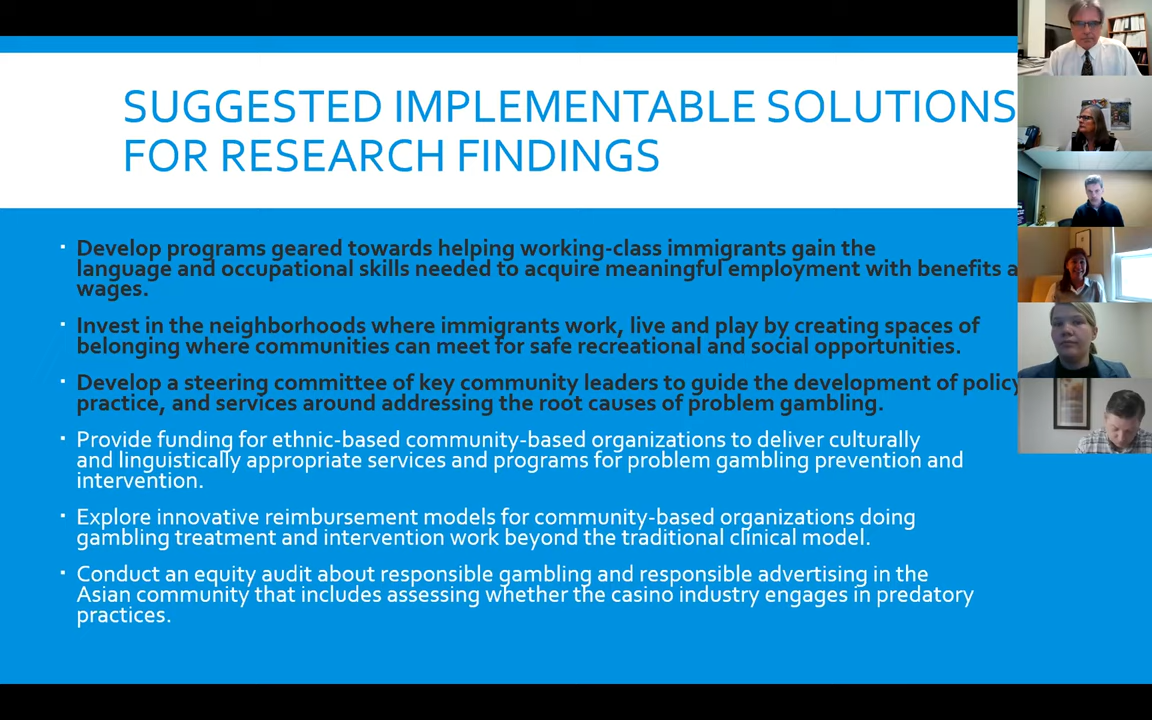 SUGGESTED IMPLEMENTABLE SOLUTIONS
FOR RESEARCH FINDINGS
Develop programs geared towards helping working-class immigrants gain the
language and occupational skills needed to acquire meaningful employment with benefits
wages.
Invest in the neighborhoods where immigrants work, live and play by creating spaces of
belonging where communities can meet for safe recreational and social opportunities.
Develop a steering committee of key community leaders to guide the development of policy
practice, and services around addressing the root causes of problem gambling.
Provide funding for ethnic-based community-based organizations to deliver culturally
and linguistically appropriate services and programs for problem gambling prevention and
intervention.
Explore innovative reimbursement models for community-based organizations doing
gambling treatment and intervention work beyond the traditional clinical model.
Conduct an equity audit about responsible gambling and responsible advertising in the
Asian community that includes assessing whether the casino industry engages in predatory
practices.